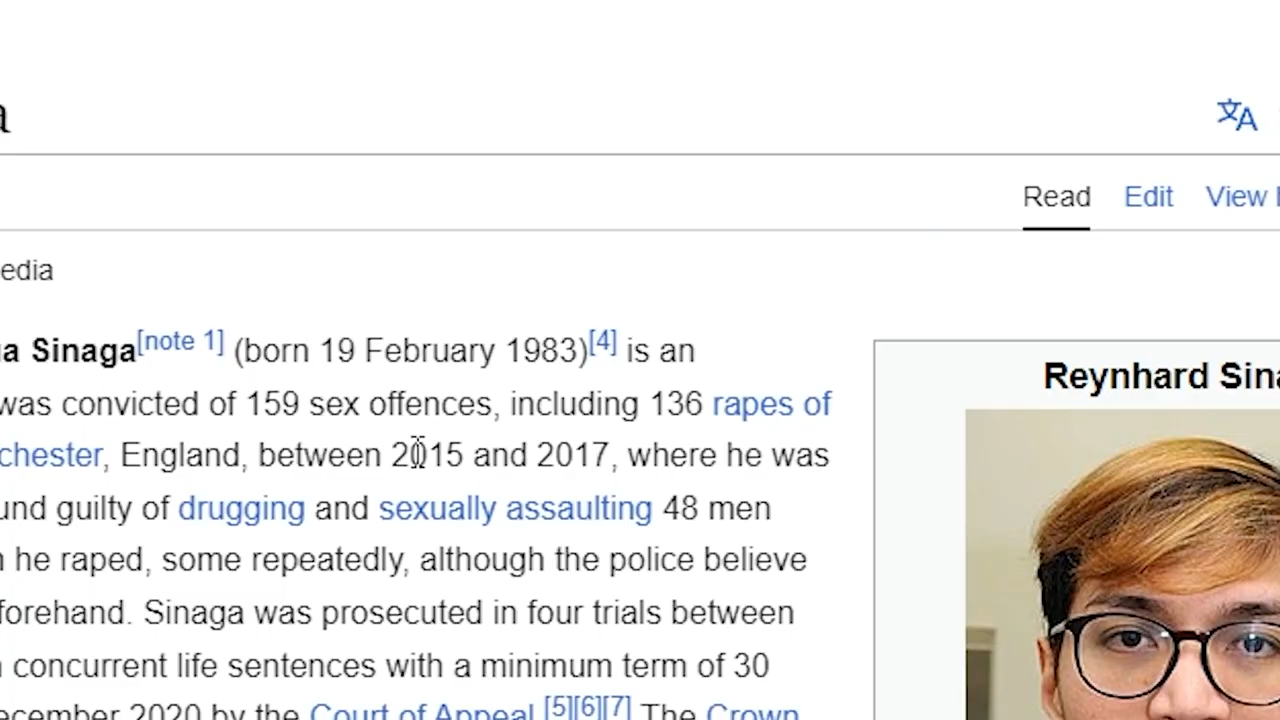 a
Read Edit View
edia
a Sinaga[note 1] (born 19 February 1983)[4] is an
Reynhard Sina
was convicted of 159 sex offences, including 136 rapes of
chester, England, between 2015 and 2017, where he was
und guilty of drugging and sexually assaulting 48 men
he raped, some repeatedly, although the police believe
forehand. Sinaga was prosecuted in four trials between
concurrent life sentences with a minimum term of 30
ecember 2020 by the Court of Appeal.[5][6][7] The Crown